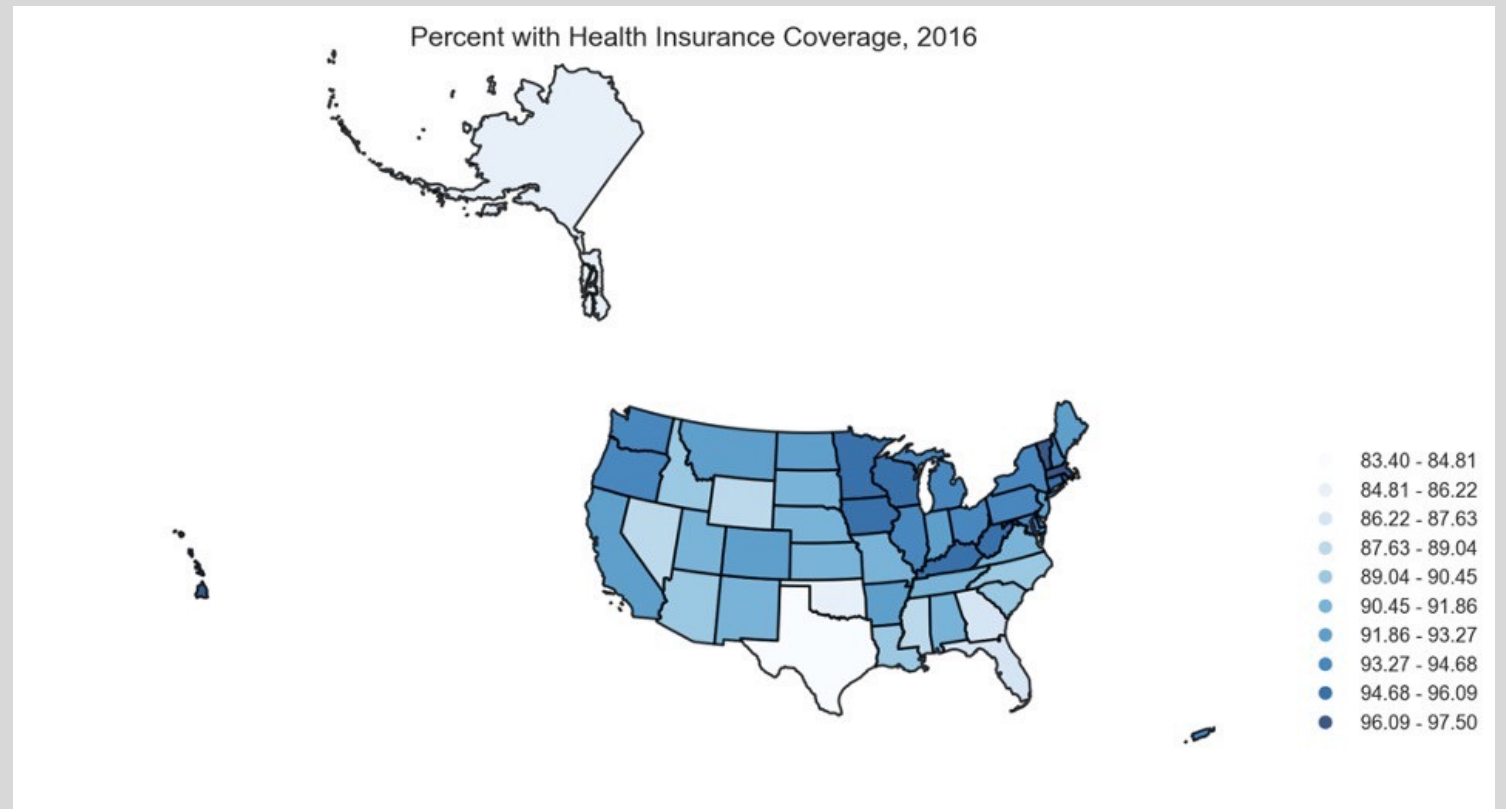 Percent with Health Insurance Coverage, 2016
83.40 - 84.81
84.81 - 86.22
86.22 - 87.63
87.63 - 89.04
89.04 - 90.45
90.45 - 91.86
91.86 - 93.27
93.27 - 94.68
94.68 - 96.09
96.09 - 97.50